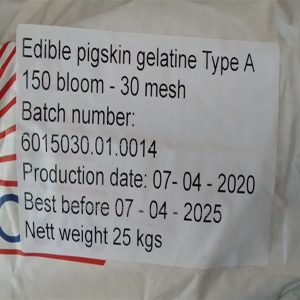 Edible pigskin gelatine Type A
150 bloom - 30 mesh
Batch number:
6015030.01.0014
Production date: 07- 04 - 2020
Best before 07 - 04 - 2025
Nett weight 25 kgs